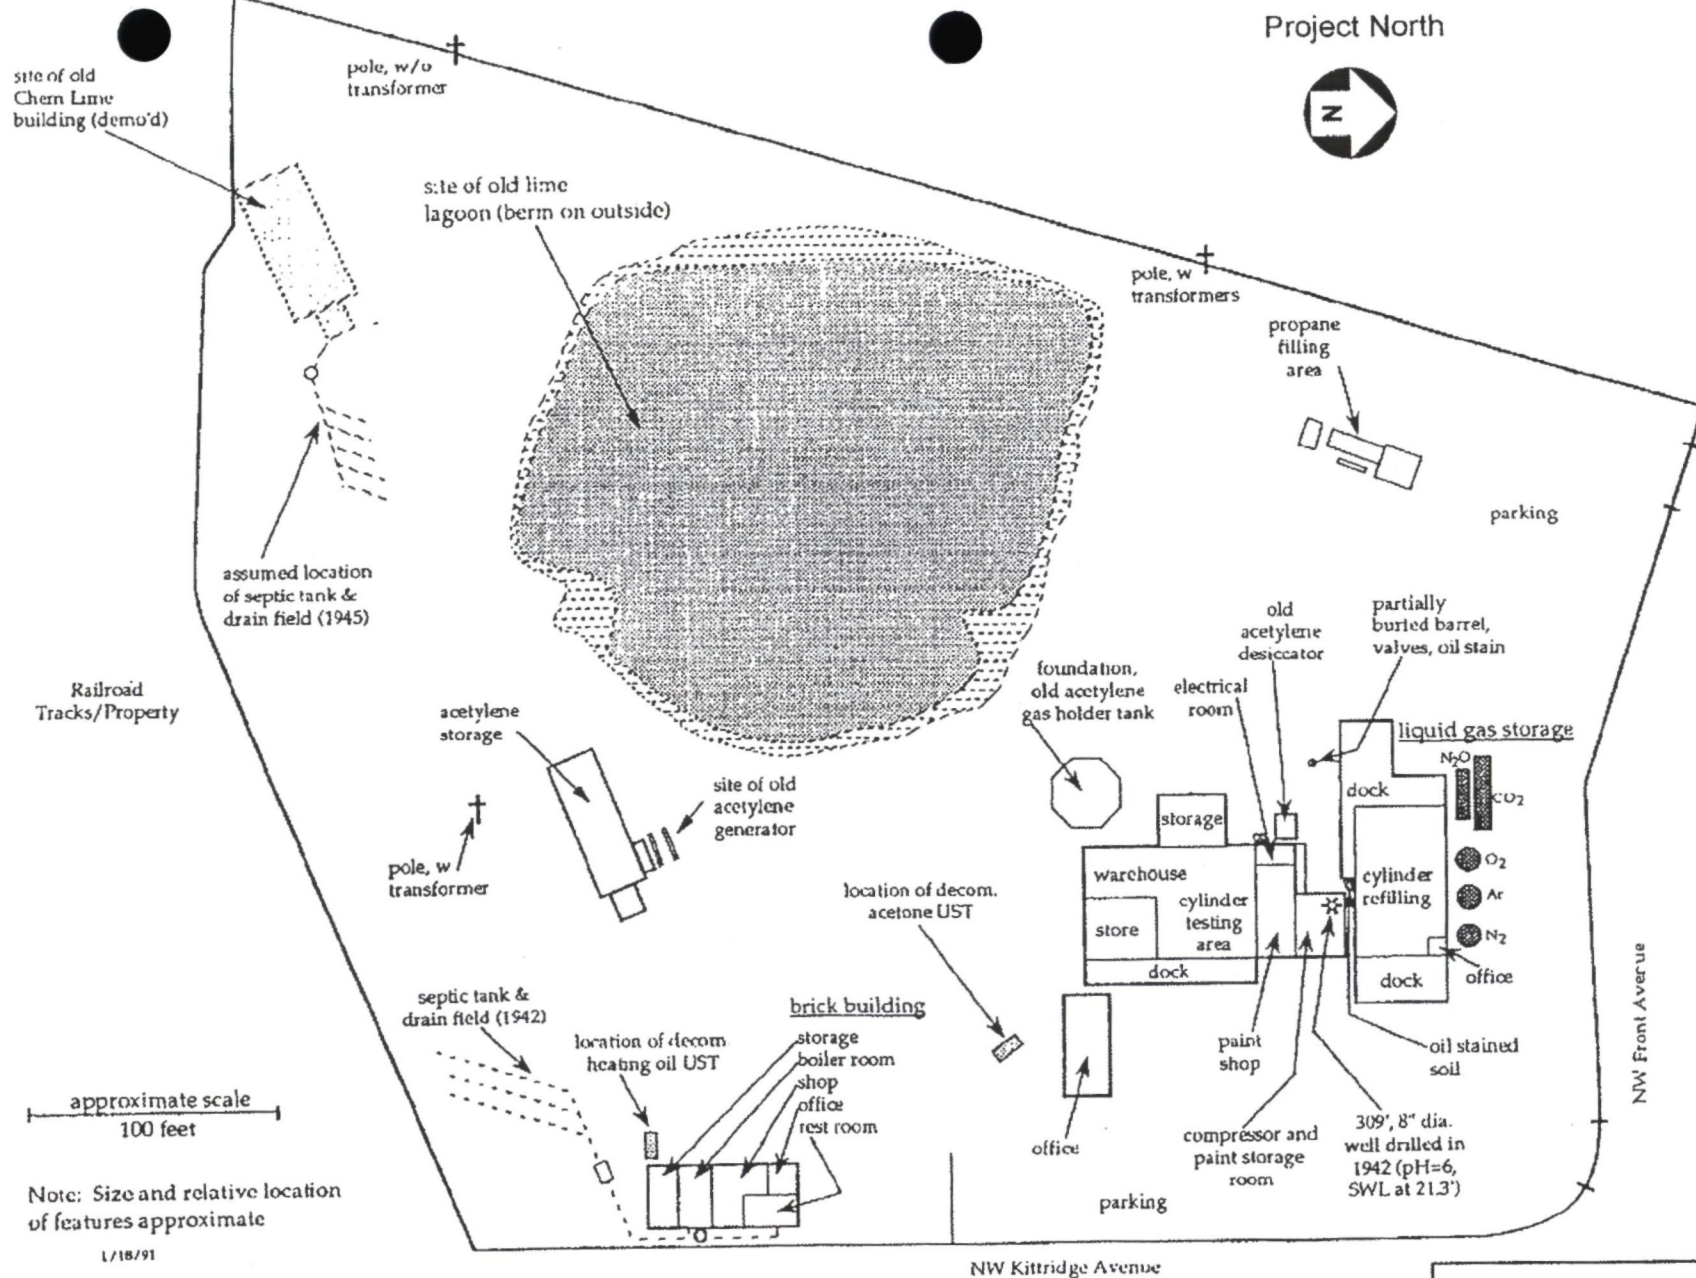 Project North
N
site of old
Chem Lime
building (demo'd)
pole, w/o
transformer
site of old lime
lagoon (berm on outside)
pole, w
transformers
propane
filling
area
parking
assumed location
of septic tank &
drain field (1945)
Railroad
Tracks/Property
acetylene
storage
site of old
acetylene
generator
pole, w
transformer
foundation,
old acetylene
gas holder tank
electrical
room
old
acetylene
desiccator
partially
buried barrel,
valves, oil stain
liquid gas storage
N2O
CO2
O2
Ar
N2
dock
storage
warehouse
cylinder
testing
area
store
dock
cylinder
refilling
dock
office
location of decom.
acetone UST
septic tank &
drain field (1942)
location of decom.
heating oil UST
brick building
storage
boiler room
shop
office
rest room
office
paint
shop
compressor and
paint storage
room
309', 8" dia.
well drilled in
1942 (pH=6,
SWL at 21.3')
oil stained
soil
NW Front Avenue
approximate scale
100 feet
Note: Size and relative location
of features approximate
1/18/91
parking
NW Kittridge Avenue